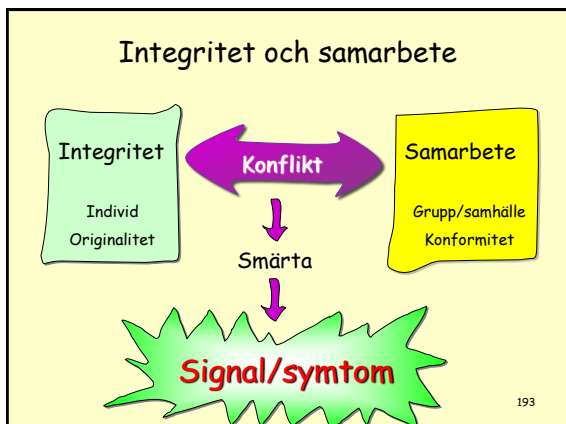 Integritet och samarbete
Integritet
Individ
Originalitet
Konflikt
Samarbete
Grupp/samhälle
Konformitet
Smärta
Signal/symtom
193